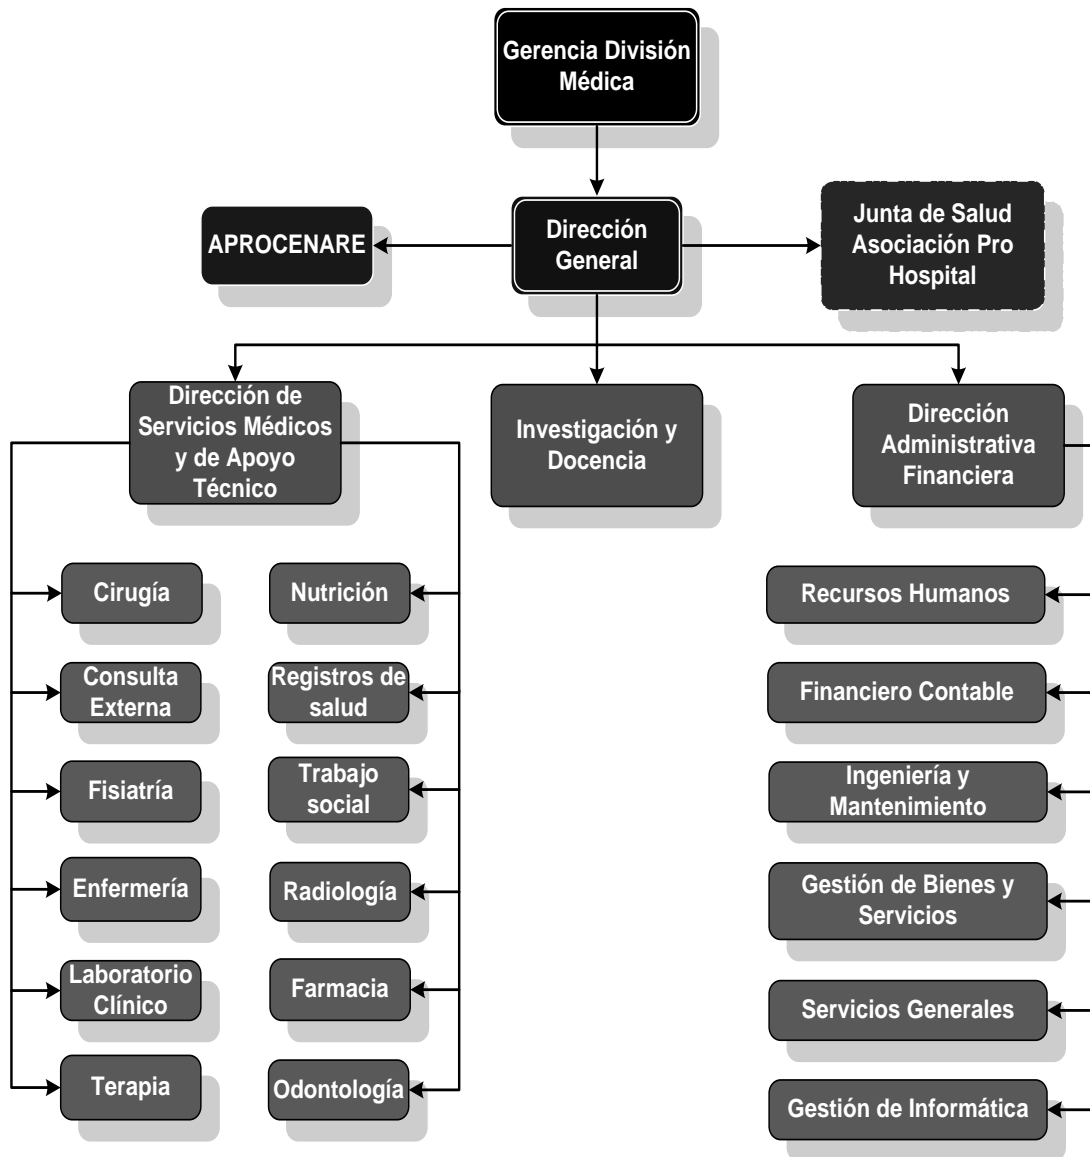 Gerencia División
Médica
APROCENARE
Dirección
General
Junta de Salud
Asociación Pro
Hospital
Dirección de
Servicios Médicos
y de Apoyo
Técnico
Investigación y
Docencia
Dirección
Administrativa
Financiera
Cirugía
Consulta
Externa
Fisiatría
Enfermería
Laboratorio
Clínico
Terapia
Nutrición
Registros de
salud
Trabajo
social
Radiología
Farmacia
Odontología
Recursos Humanos
Financiero Contable
Ingeniería y
Mantenimiento
Gestión de Bienes y
Servicios
Servicios Generales
Gestión de Informática